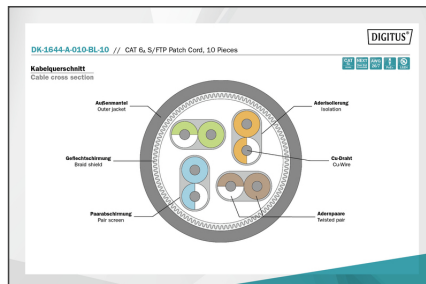 DIGITUS®
DK-1644-A-010-BL-10 // CAT 6A S/FTP Patch Cord, 10 Pieces
Kabelquerschnitt
Cable cross section
Außenmantel
Outer jacket
Aderisolierung
Isolation
Geflechtschirmung
Braid shield
Cu-Draht
Cu-Wire
Paarabschirmung
Pair screen
Adernpaare
Twisted pair